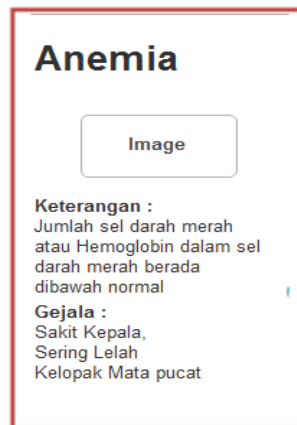 Anemia
Image
Keterangan :
Jumlah sel darah merah
atau Hemoglobin dalam sel
darah merah berada
dibawah normal
Gejala :
Sakit Kepala,
Sering Lelah
Kelopak Mata pucat